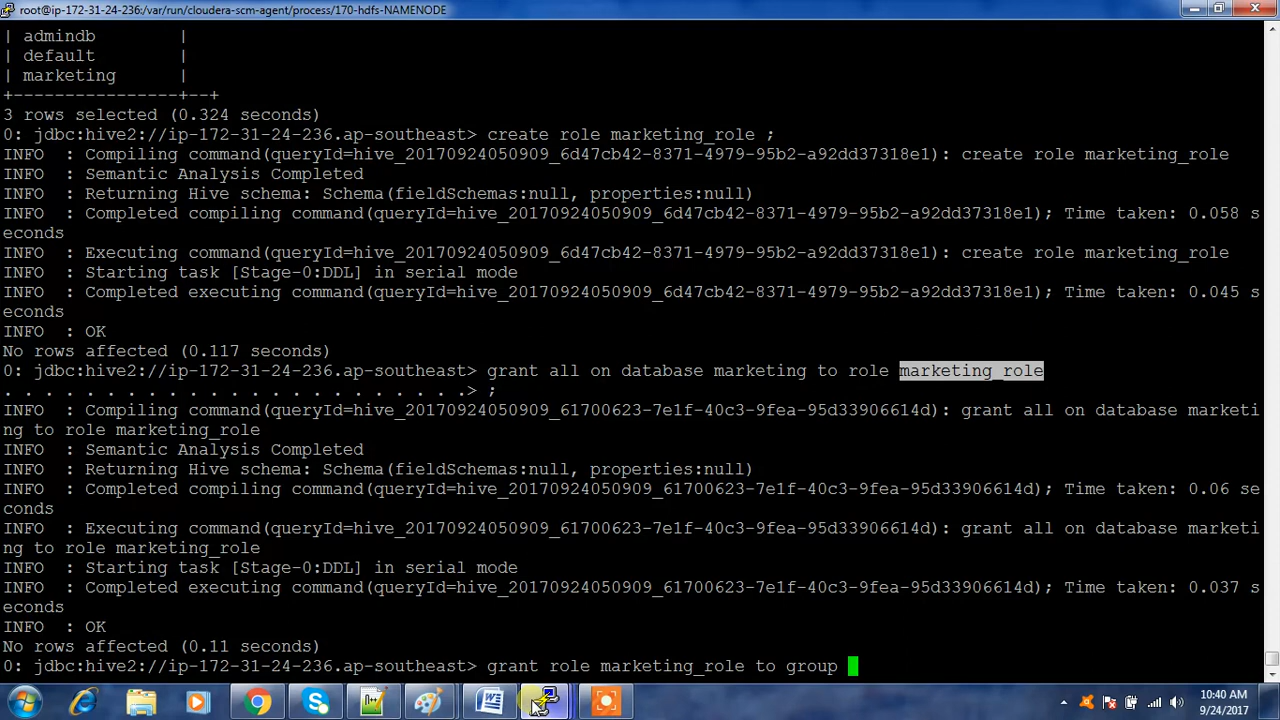 root@ip-172-31-24-236:/var/run/cloudera-scm-agent/process/170-hdfs-NAMENODE
| admindb        |
| default        |
| marketing      |
+----------------+--+
3 rows selected (0.324 seconds)
0: jdbc:hive2://ip-172-31-24-236.ap-southeast> create role marketing_role ;
INFO  : Compiling command(queryId=hive_20170924050909_6d47cb42-8371-4979-95b2-a92dd37318e1): create role marketing_role
INFO  : Semantic Analysis Completed
INFO  : Returning Hive schema: Schema(fieldSchemas:null, properties:null)
INFO  : Completed compiling command(queryId=hive_20170924050909_6d47cb42-8371-4979-95b2-a92dd37318e1); Time taken: 0.058 s
econds
INFO  : Executing command(queryId=hive_20170924050909_6d47cb42-8371-4979-95b2-a92dd37318e1): create role marketing_role
INFO  : Starting task [Stage-0:DDL] in serial mode
INFO  : Completed executing command(queryId=hive_20170924050909_6d47cb42-8371-4979-95b2-a92dd37318e1); Time taken: 0.045 s
econds
INFO  : OK
No rows affected (0.117 seconds)
0: jdbc:hive2://ip-172-31-24-236.ap-southeast> grant all on database marketing to role marketing_role
. . . . . . . . . . . . . . . . . . . . . . .> ;
INFO  : Compiling command(queryId=hive_20170924050909_61700623-7e1f-40c3-9fea-95d33906614d): grant all on database marketi
ng to role marketing_role
INFO  : Semantic Analysis Completed
INFO  : Returning Hive schema: Schema(fieldSchemas:null, properties:null)
INFO  : Completed compiling command(queryId=hive_20170924050909_61700623-7e1f-40c3-9fea-95d33906614d); Time taken: 0.06 se
conds
INFO  : Executing command(queryId=hive_20170924050909_61700623-7e1f-40c3-9fea-95d33906614d): grant all on database marketi
ng to role marketing_role
INFO  : Starting task [Stage-0:DDL] in serial mode
INFO  : Completed executing command(queryId=hive_20170924050909_61700623-7e1f-40c3-9fea-95d33906614d); Time taken: 0.037 s
econds
INFO  : OK
No rows affected (0.11 seconds)
0: jdbc:hive2://ip-172-31-24-236.ap-southeast> grant role marketing_role to group
10:40 AM
9/24/2017